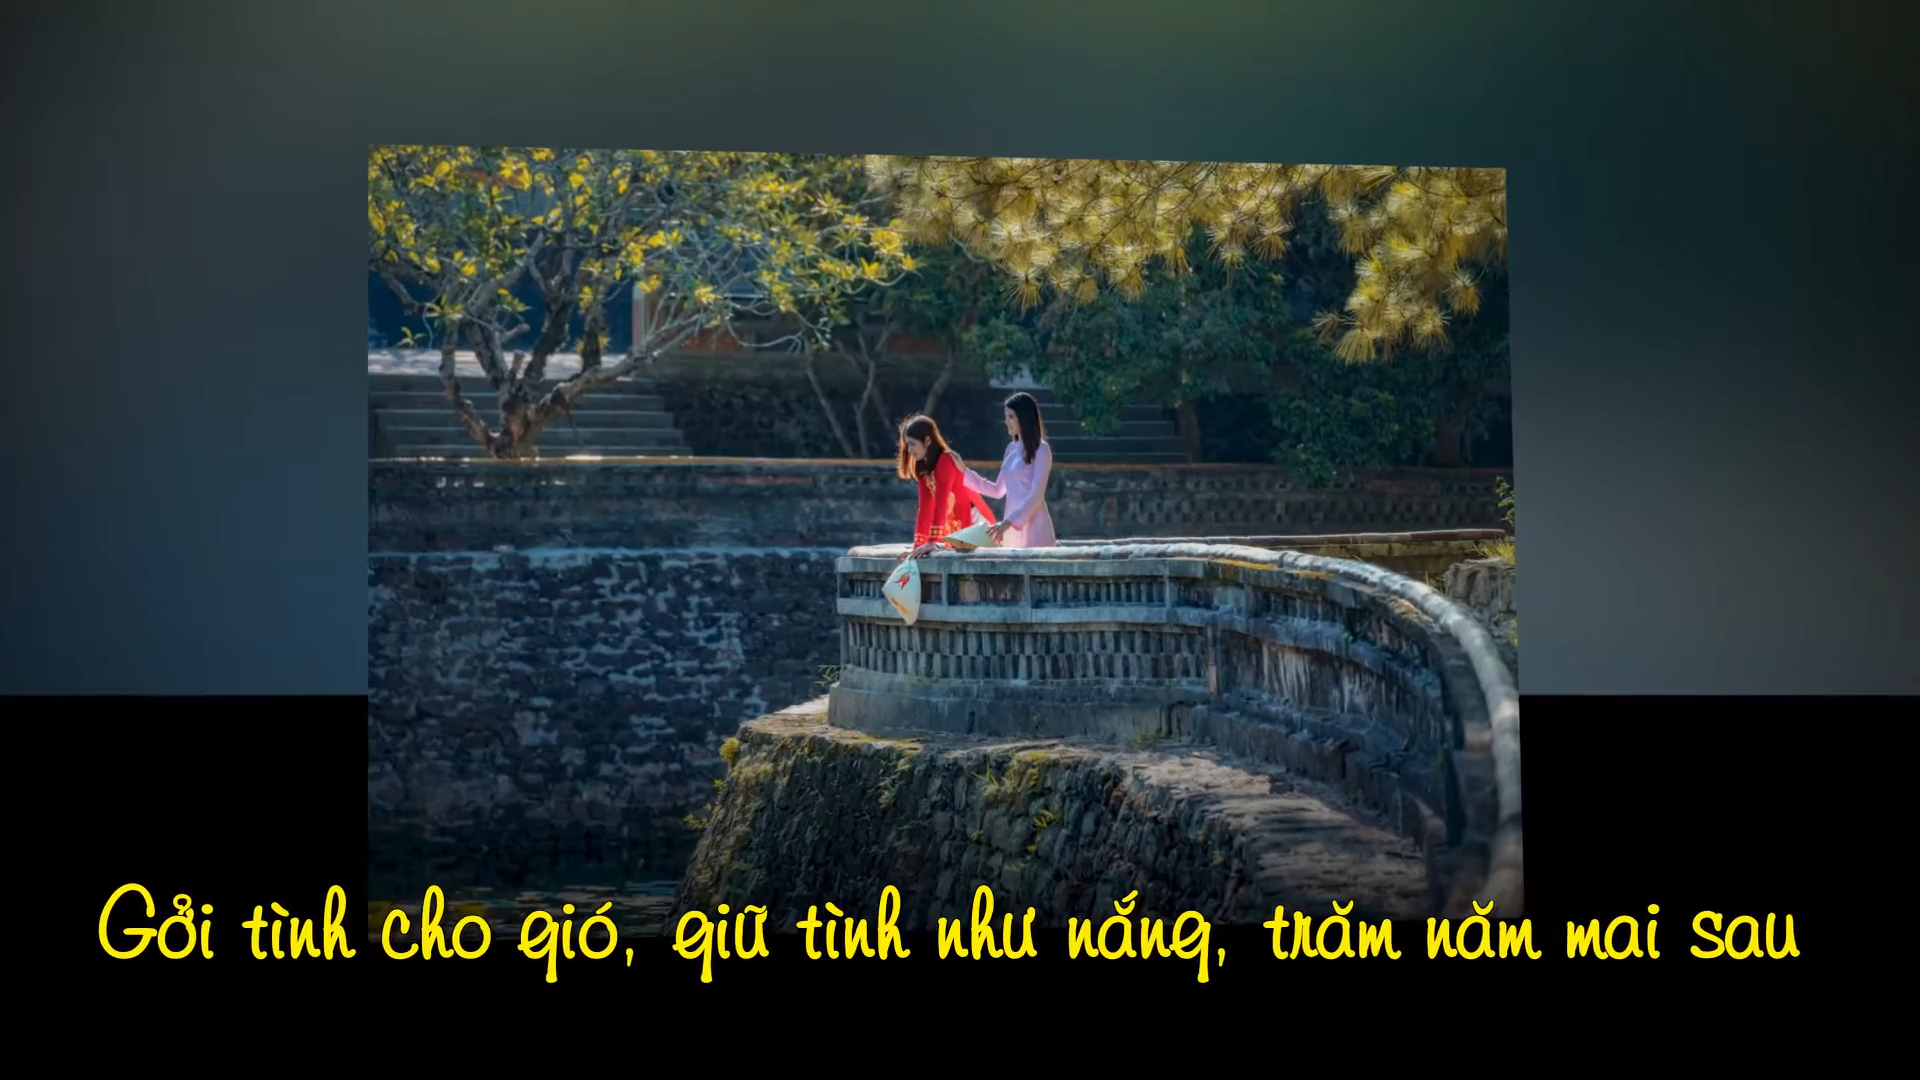 Gởi tình cho gió, giữ tình như nắng, trăm năm mai sau